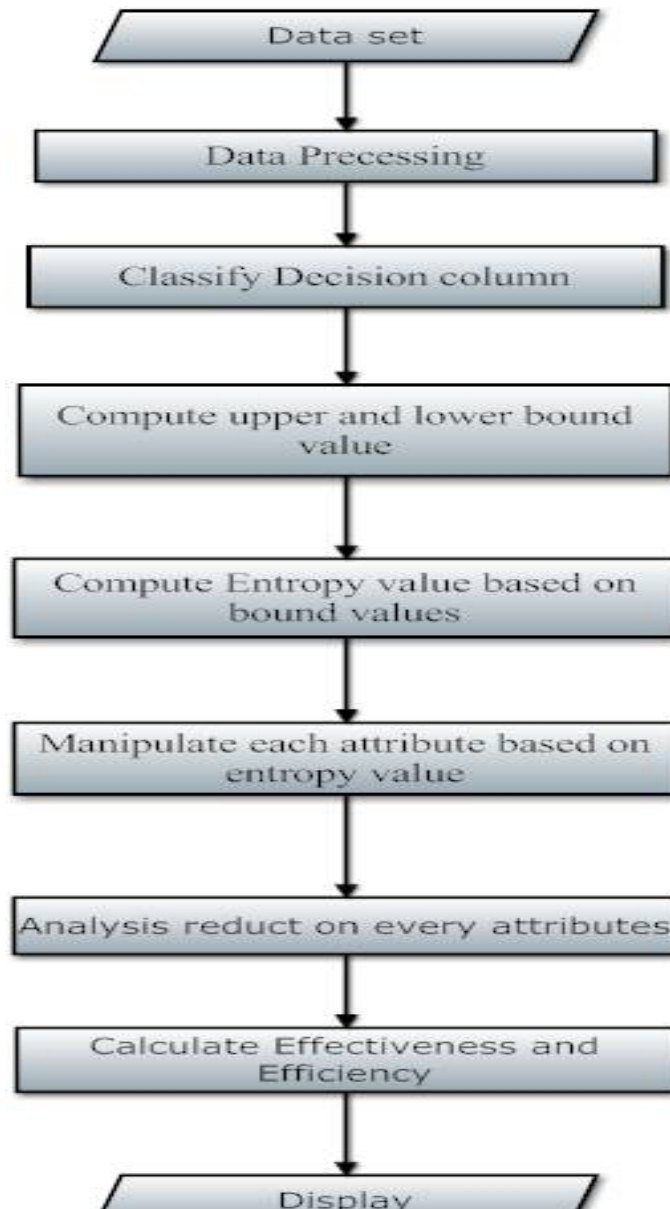 Data set
Data Precessing
Classify Decision column
Compute upper and lower bound
value
Compute Entropy value based on
bound values
Manipulate each attribute based on
entropy value
Analysis reduct on every attributes
Calculate Effectiveness and
Efficiency
Display